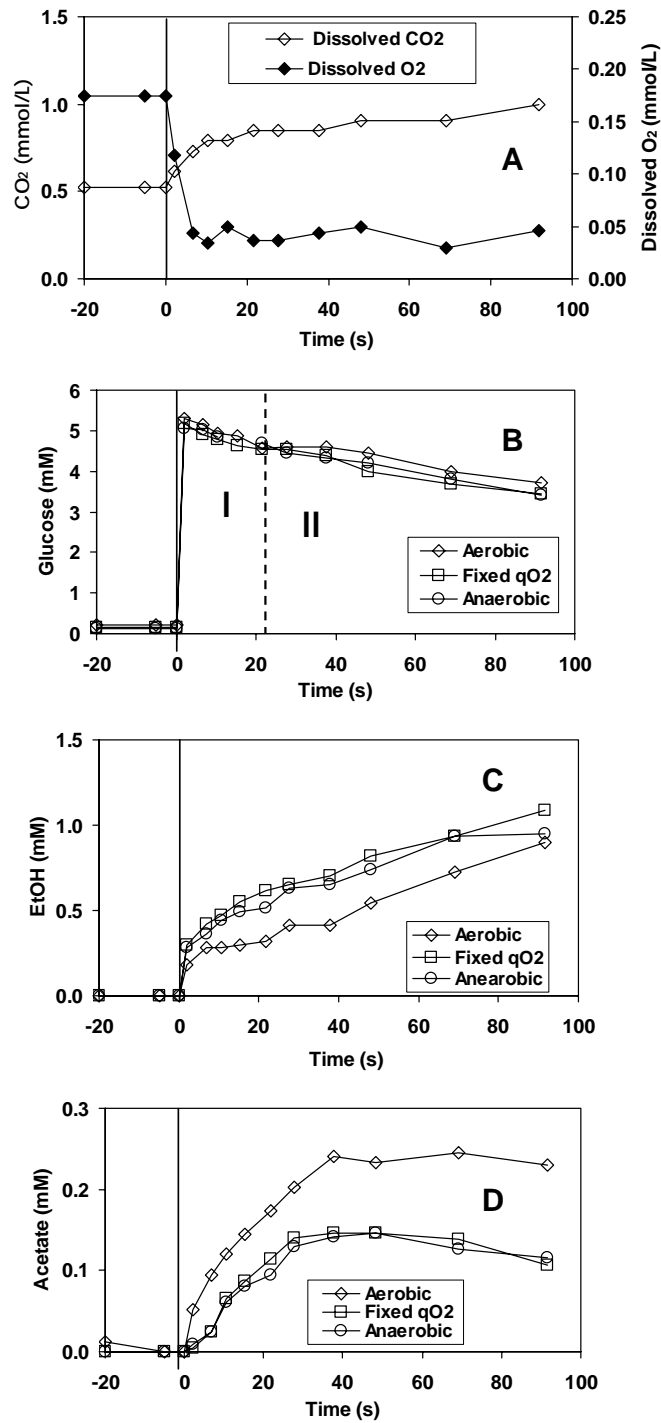 1.5
1.0
0.5
0.0
CO2 (mmol/L)
Dissolved CO2
Dissolved O2
A
0.25
0.20
0.15
0.10
0.05
0.00
Dissolved O2 (mmol/L)
-20 0 20 40 60 80 100
Time (s)
6
5
4
3
2
1
0
Glucose (mM)
B
I II
Aerobic
Fixed qO2
Anaerobic
-20 0 20 40 60 80 100
Time (s)
1.5
1.0
0.5
0.0
EtOH (mM)
C
Aerobic
Fixed qO2
Anearobic
-20 0 20 40 60 80 100
Time (s)
0.3
0.2
0.1
0.0
Acetate (mM)
D
Aerobic
Fixed qO2
Anaerobic
-20 0 20 40 60 80 100
Time (s)